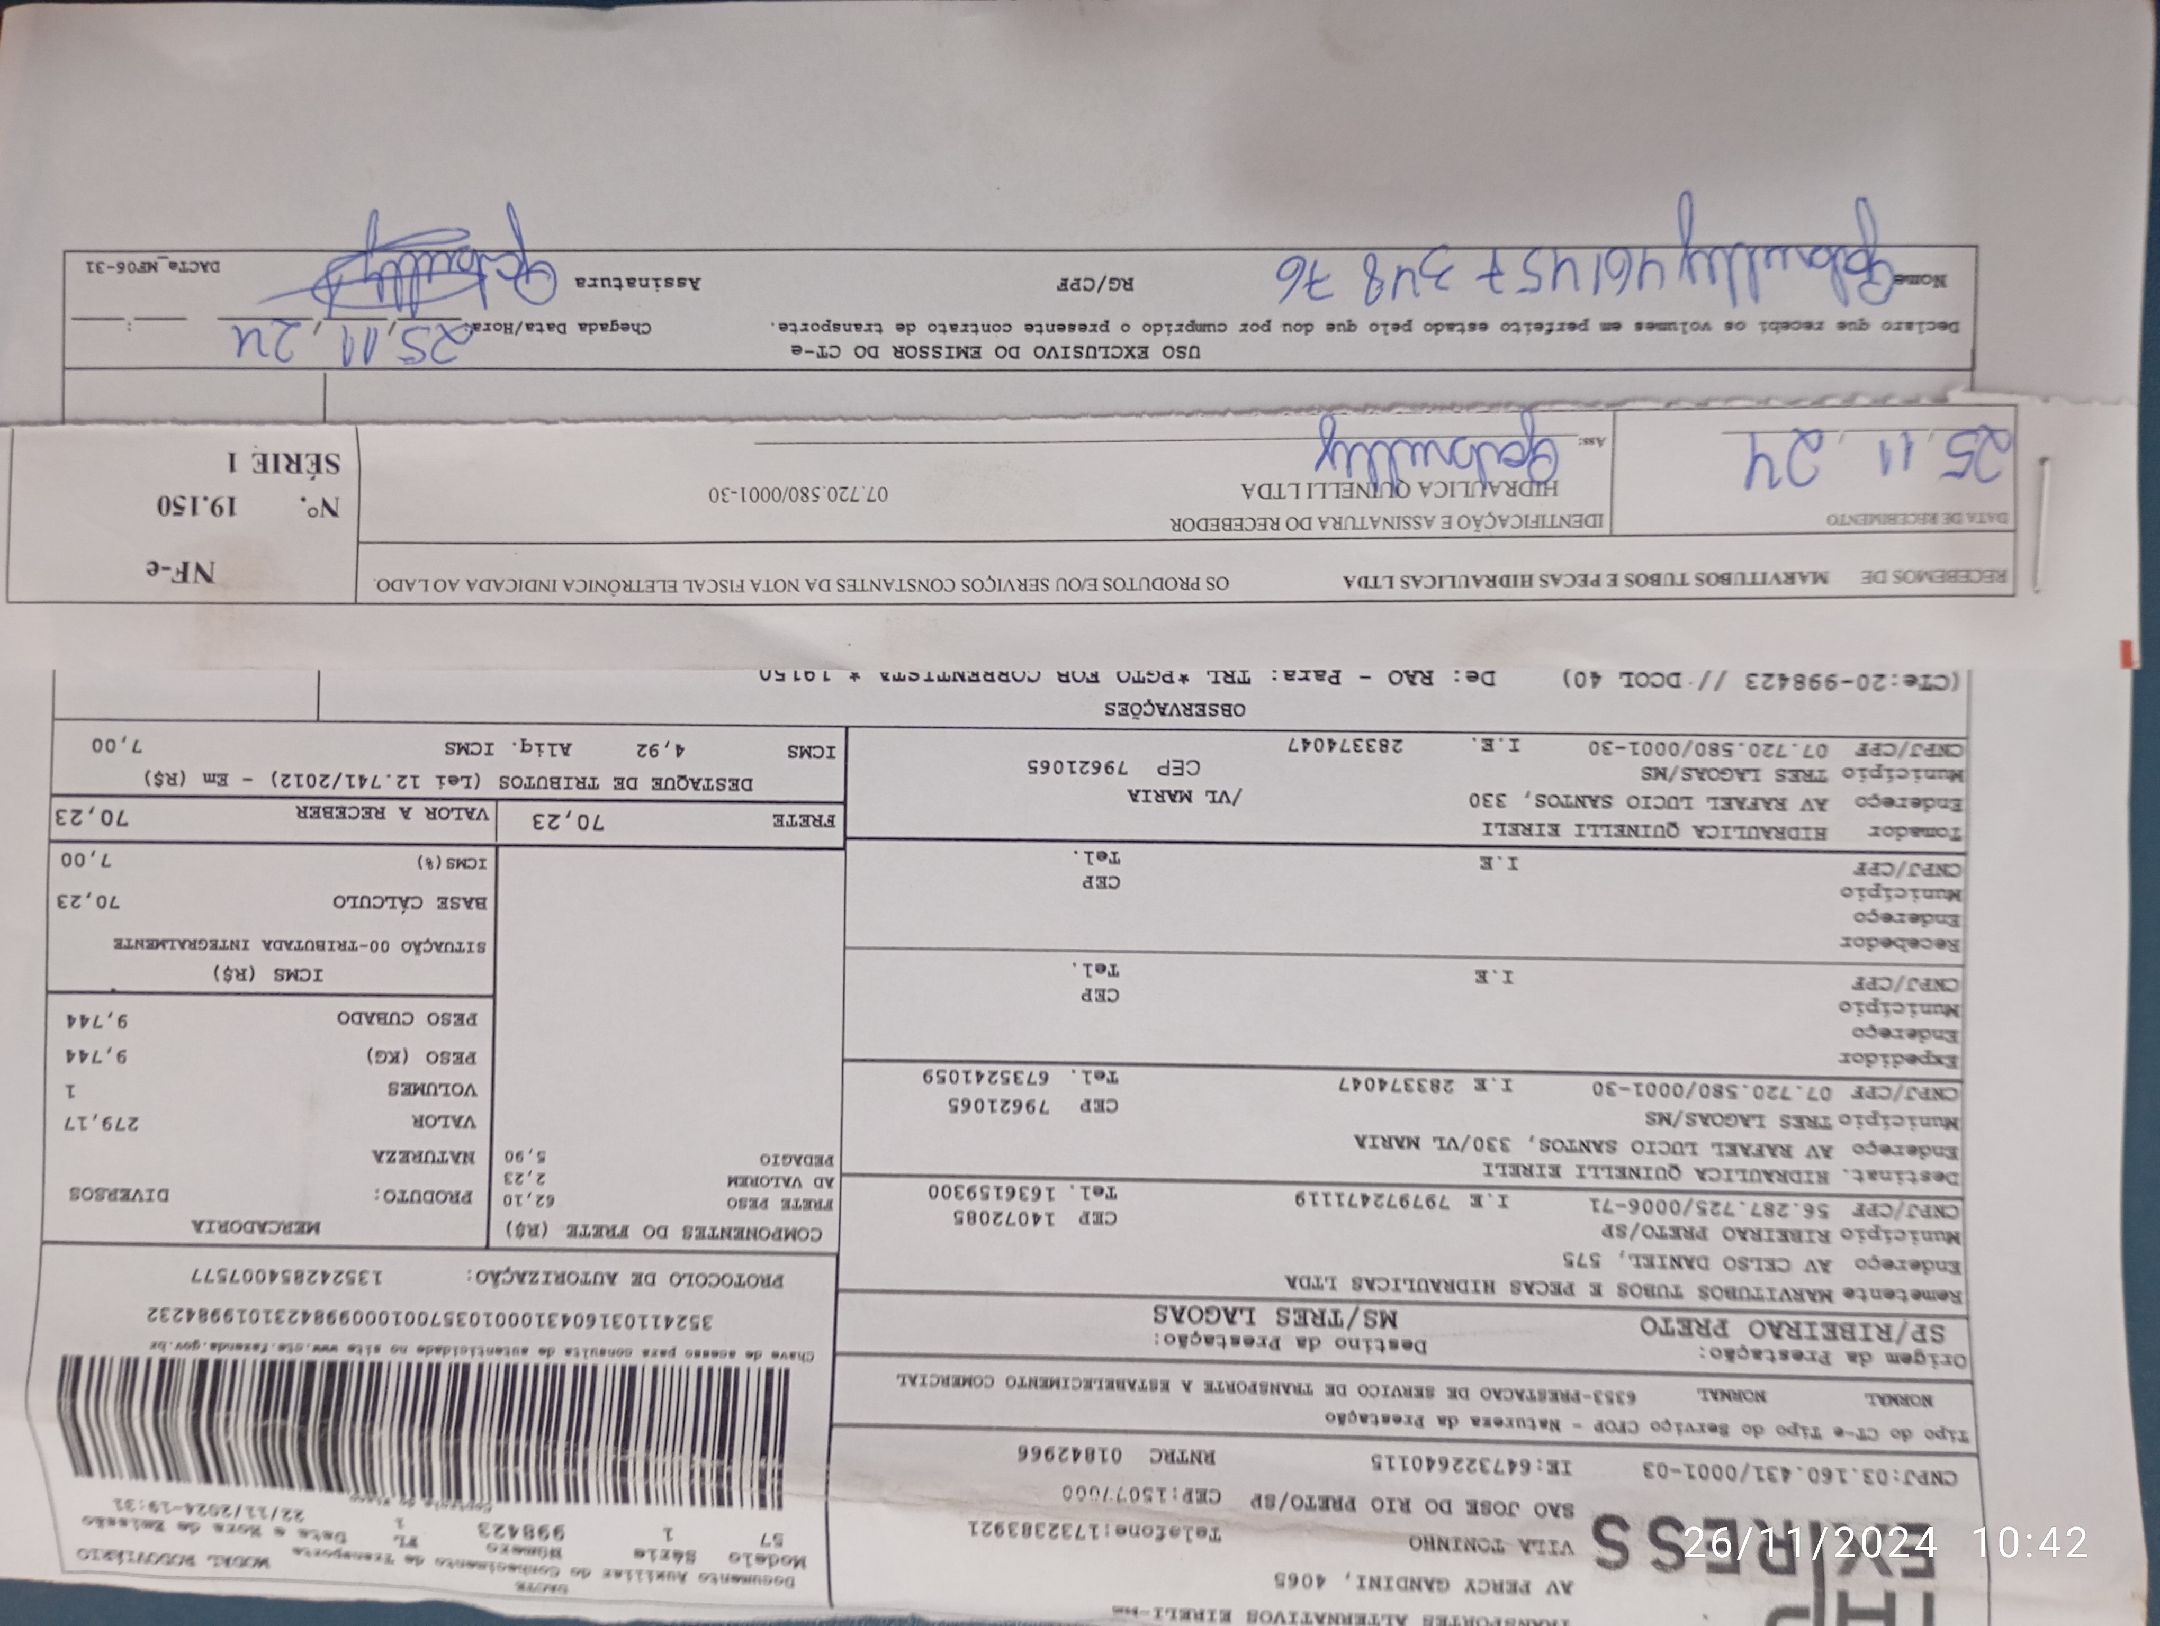 TRANSPORTES ALTERNATIVOS EIRELI-
AV PERCY GANDINI, 4065
VILA TONINHO Telefone:1732383921
SAO JOSE DO RIO PRETO/SP CEP:15077000
EXPRESS
CNPJ:03.160.431/0001-03 IE:647322640115 RNTRC 01842966
DACTE
Documento Auxiliar do Conhecimento de Transporte MODAL RODOVIÁRIO
Modelo Série Número FL Data e Hora de Emissão
57 1 998423 1 22/11/2024-19:31
Controle do Fisco
Chave de acesso para consulta de autenticidade no site www.cte.fazenda.gov.br
35241103160431000103570010009984231019984232
PROTOCOLO DE AUTORIZAÇÃO: 135242854007577
Tipo do CT-e Tipo do Serviço CFOP - Natureza da Prestação
NORMAL NORMAL 6353-PRESTACAO DE SERVICO DE TRANSPORTE A ESTABELECIMENTO COMERCIAL
Origem da Prestação: Destino da Prestação:
SP/RIBEIRAO PRETO MS/TRES LAGOAS
Remetente MARVITUBOS TUBOS E PECAS HIDRAULICAS LTDA
Endereço AV CELSO DANIEL, 575
Município RIBEIRAO PRETO/SP CEP 14072085
CNPJ/CPF 56.287.725/0006-71 I.E 797972471119 Tel. 1636159300
Destinat. HIDRAULICA QUINELLI EIRELI
Endereço AV RAFAEL LUCIO SANTOS, 330/VL MARIA
Município TRES LAGOAS/MS CEP 79621065
CNPJ/CPF 07.720.580/0001-30 I.E 283374047 Tel. 6735241059
Expedidor
Endereço
Município CEP
CNPJ/CPF I.E Tel.
Recebedor
Endereço
Município CEP
CNPJ/CPF I.E Tel.
Tomador HIDRAULICA QUINELLI EIRELI
Endereço AV RAFAEL LUCIO SANTOS, 330 /VL MARIA
Município TRES LAGOAS/MS CEP 79621065
CNPJ/CPF 07.720.580/0001-30 I.E. 283374047
COMPONENTES DO FRETE (R$)
FRETE PESO 62,10
AD VALOREM 2,23
PEDAGIO 5,90
MERCADORIA
PRODUTO: DIVERSOS
NATUREZA
VALOR 279,17
VOLUMES 1
PESO (KG) 9,744
PESO CUBADO 9,744
ICMS (R$)
SITUAÇÃO 00-TRIBUTADA INTEGRALMENTE
BASE CÁLCULO 70,23
ICMS(%) 7,00
FRETE 70,23 VALOR A RECEBER 70,23
DESTAQUE DE TRIBUTOS (Lei 12.741/2012) - Em (R$)
ICMS 4,92 Aliq. ICMS 7,00
OBSERVAÇÕES
(CTe:20-998423 // DCOL 40) De: RAO - Para: TRL *PGTO FOR CORRENTISTA * 19150
RECEBEMOS DE MARVITUBOS TUBOS E PECAS HIDRAULICAS LTDA OS PRODUTOS E/OU SERVIÇOS CONSTANTES DA NOTA FISCAL ELETRÔNICA INDICADA AO LADO.
DATA DE RECEBIMENTO
25 11 24
IDENTIFICAÇÃO E ASSINATURA DO RECEBEDOR
HIDRAULICA QUINELLI LTDA 07.720.580/0001-30
Ass:
NF-e
Nº. 19.150
SÉRIE 1
USO EXCLUSIVO DO EMISSOR DO CT-e
Declaro que recebi os volumes em perfeito estado pelo que dou por cumprido o presente contrato de transporte.
Chegada Data/Hora: 25, 11, 24 :
Nome 461457348 76 RG/CPF Assinatura
DACTe_MF06-31
26/11/2024 10:42